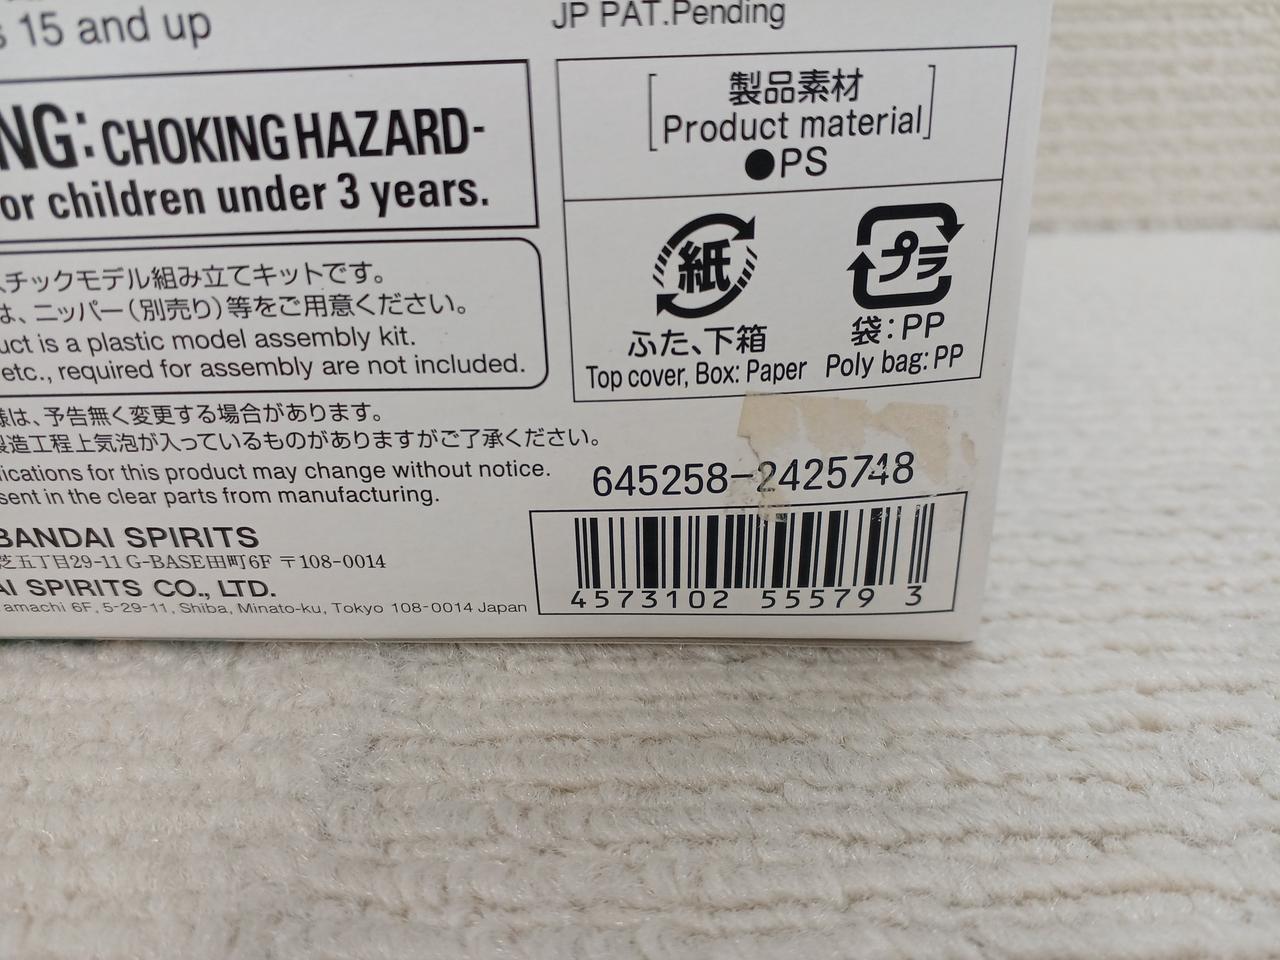 s 15 and up
JP PAT.Pending
NG: CHOKING HAZARD-
or children under 3 years.
製品素材
[Product material]
●PS
紙
プラ
ふた、下箱
Top cover, Box: Paper
袋：PP
Poly bag: PP
スチックモデル組み立てキットです。
は、ニッパー（別売り）等をご用意ください。
uct is a plastic model assembly kit.
etc., required for assembly are not included.
様は、予告無く変更する場合があります。
製造工程上気泡が入っているものがありますがご了承ください。
ifications for this product may change without notice.
sent in the clear parts from manufacturing.
BANDAI SPIRITS
芝五丁目29-11 G-BASE田町6F 〒108-0014
AI SPIRITS CO., LTD.
amachi 6F, 5-29-11, Shiba, Minato-ku, Tokyo 108-0014 Japan
645258-2425748
4573102 55579 3